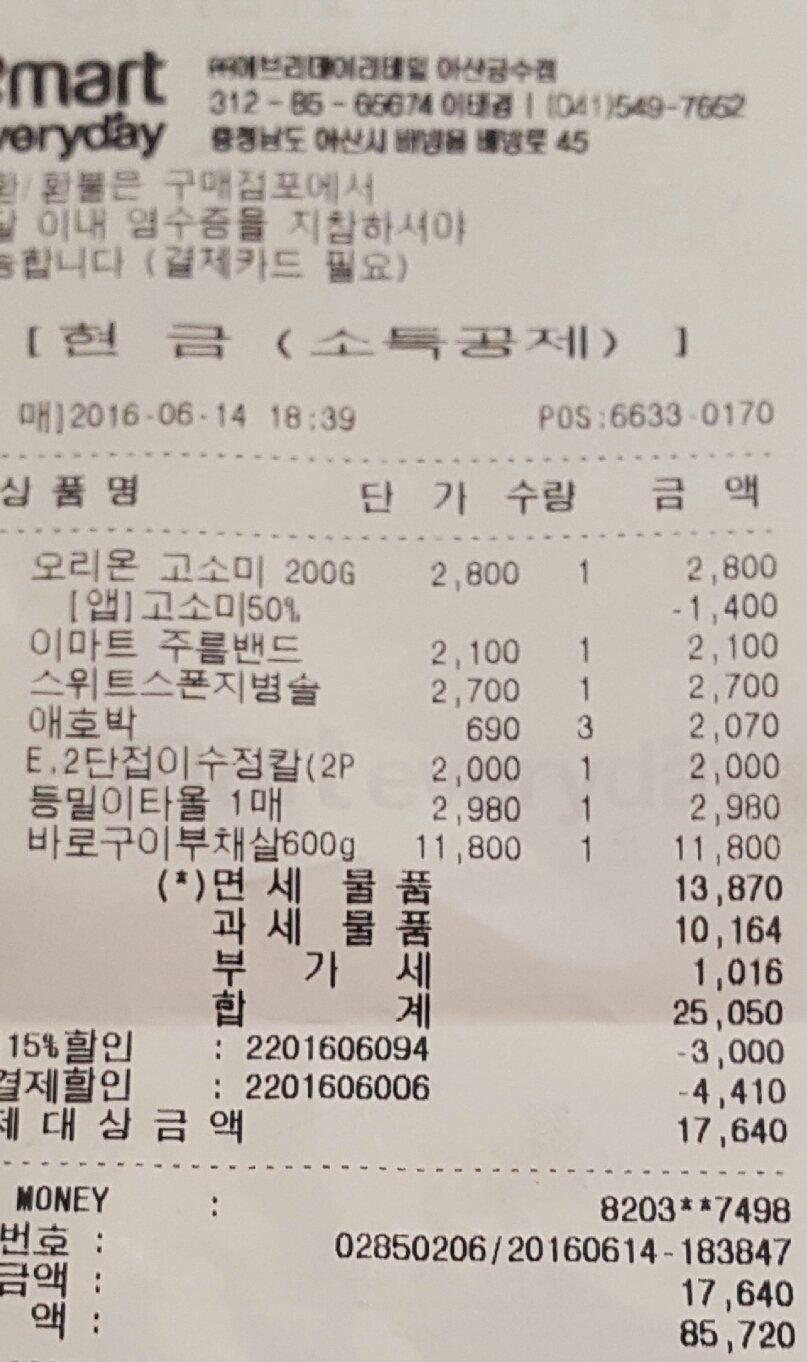 mart ㈜에브리데이리테일 아산금수점
everyday 312-85-65674 이태경 | (041)549-7652
충청남도 아산시 배방읍 배방로 45
환/환불은 구매점포에서
달 이내 영수증을 지참하셔야
능합니다 (결제카드 필요)
[현 금 (소득공제) ]
매]2016-06-14 18:39 POS:6633-0170
상 품 명 단 가 수량 금 액
오리온 고소미 200G 2,800 1 2,800
[앱]고소미50% -1,400
이마트 주름밴드 2,100 1 2,100
스위트스폰지병솔 2,700 1 2,700
애호박 690 3 2,070
E.2단접이수정칼(2P 2,000 1 2,000
등밀이타올 1매 2,980 1 2,980
바로구이부채살600g 11,800 1 11,800
(*)면 세 물 품 13,870
과 세 물 품 10,164
부 가 세 1,016
합 계 25,050
15%할인 : 2201606094 -3,000
결제할인 : 2201606006 -4,410
제 대 상 금 액 17,640
MONEY : 8203**7498
번호 : 02850206/20160614-183847
금액 : 17,640
액 : 85,720